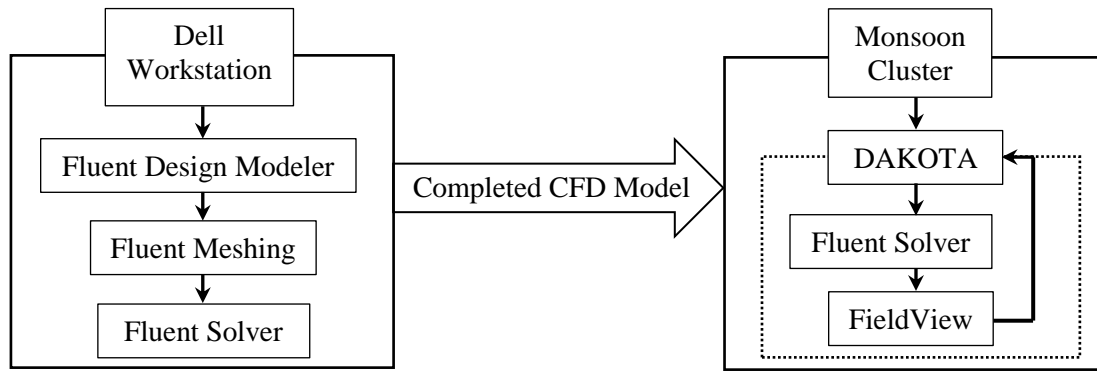 Dell
Workstation
Fluent Design Modeler
Fluent Meshing
Fluent Solver
Completed CFD Model
Monsoon
Cluster
DAKOTA
Fluent Solver
FieldView